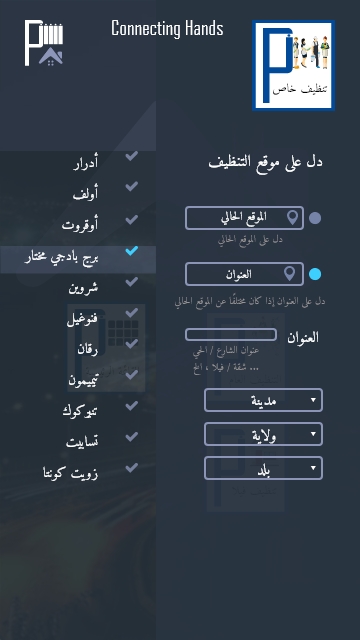 Connecting Hands
تنظيف خاص
دل على موقع التنظيف
الموقع الحالي
دل على الموقع الحالي
العنوان
دل على العنوان إذا كان مختلفًا عن الموقع الحالي
العنوان
عنوان الشارع / الحي
شقة / فيلا ، الخ ...
مدينة
ولاية
بلد
أدرار
أولف
أوقروت
برج بادجي مختار
شروين
فنوغيل
رقان
تيميمون
تنيركوك
تسابيت
زويت كونتا